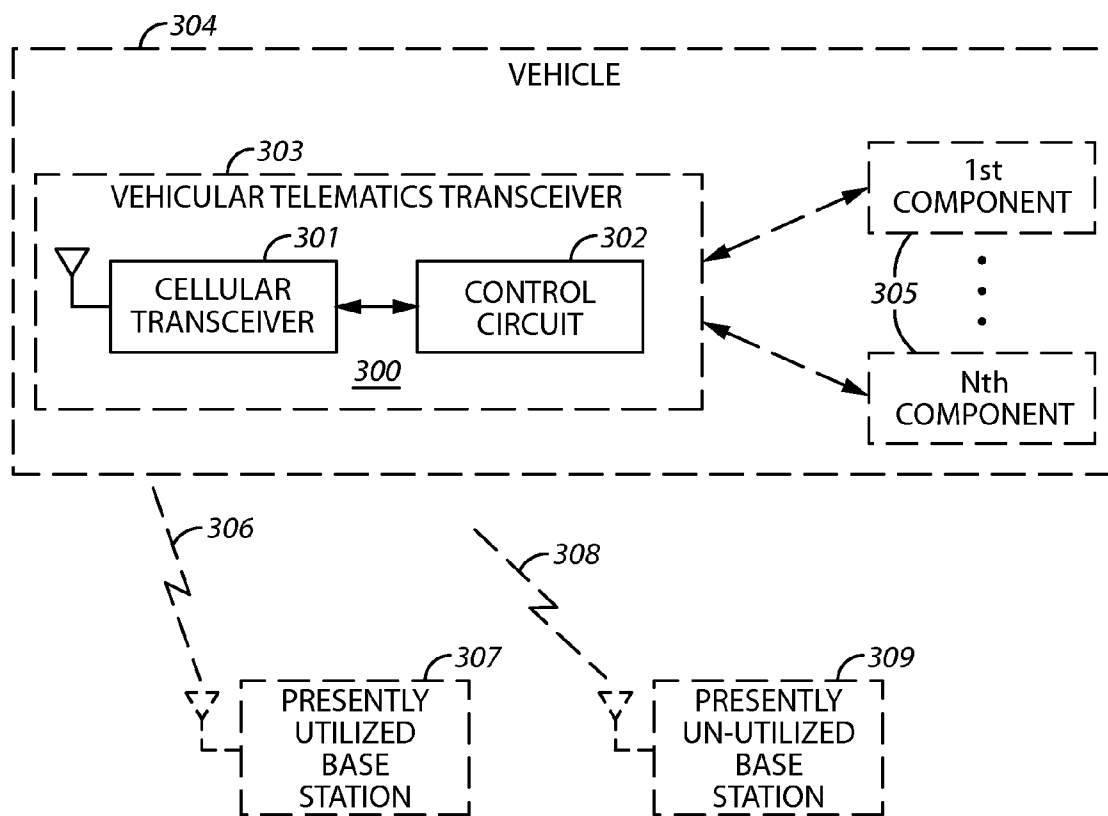 304
VEHICLE
303
VEHICULAR TELEMATICS TRANSCEIVER
301
CELLULAR
TRANSCEIVER
302
CONTROL
CIRCUIT
300
1st
COMPONENT
305
Nth
COMPONENT
306
308
307
PRESENTLY
UTILIZED
BASE
STATION
309
PRESENTLY
UN-UTILIZED
BASE
STATION